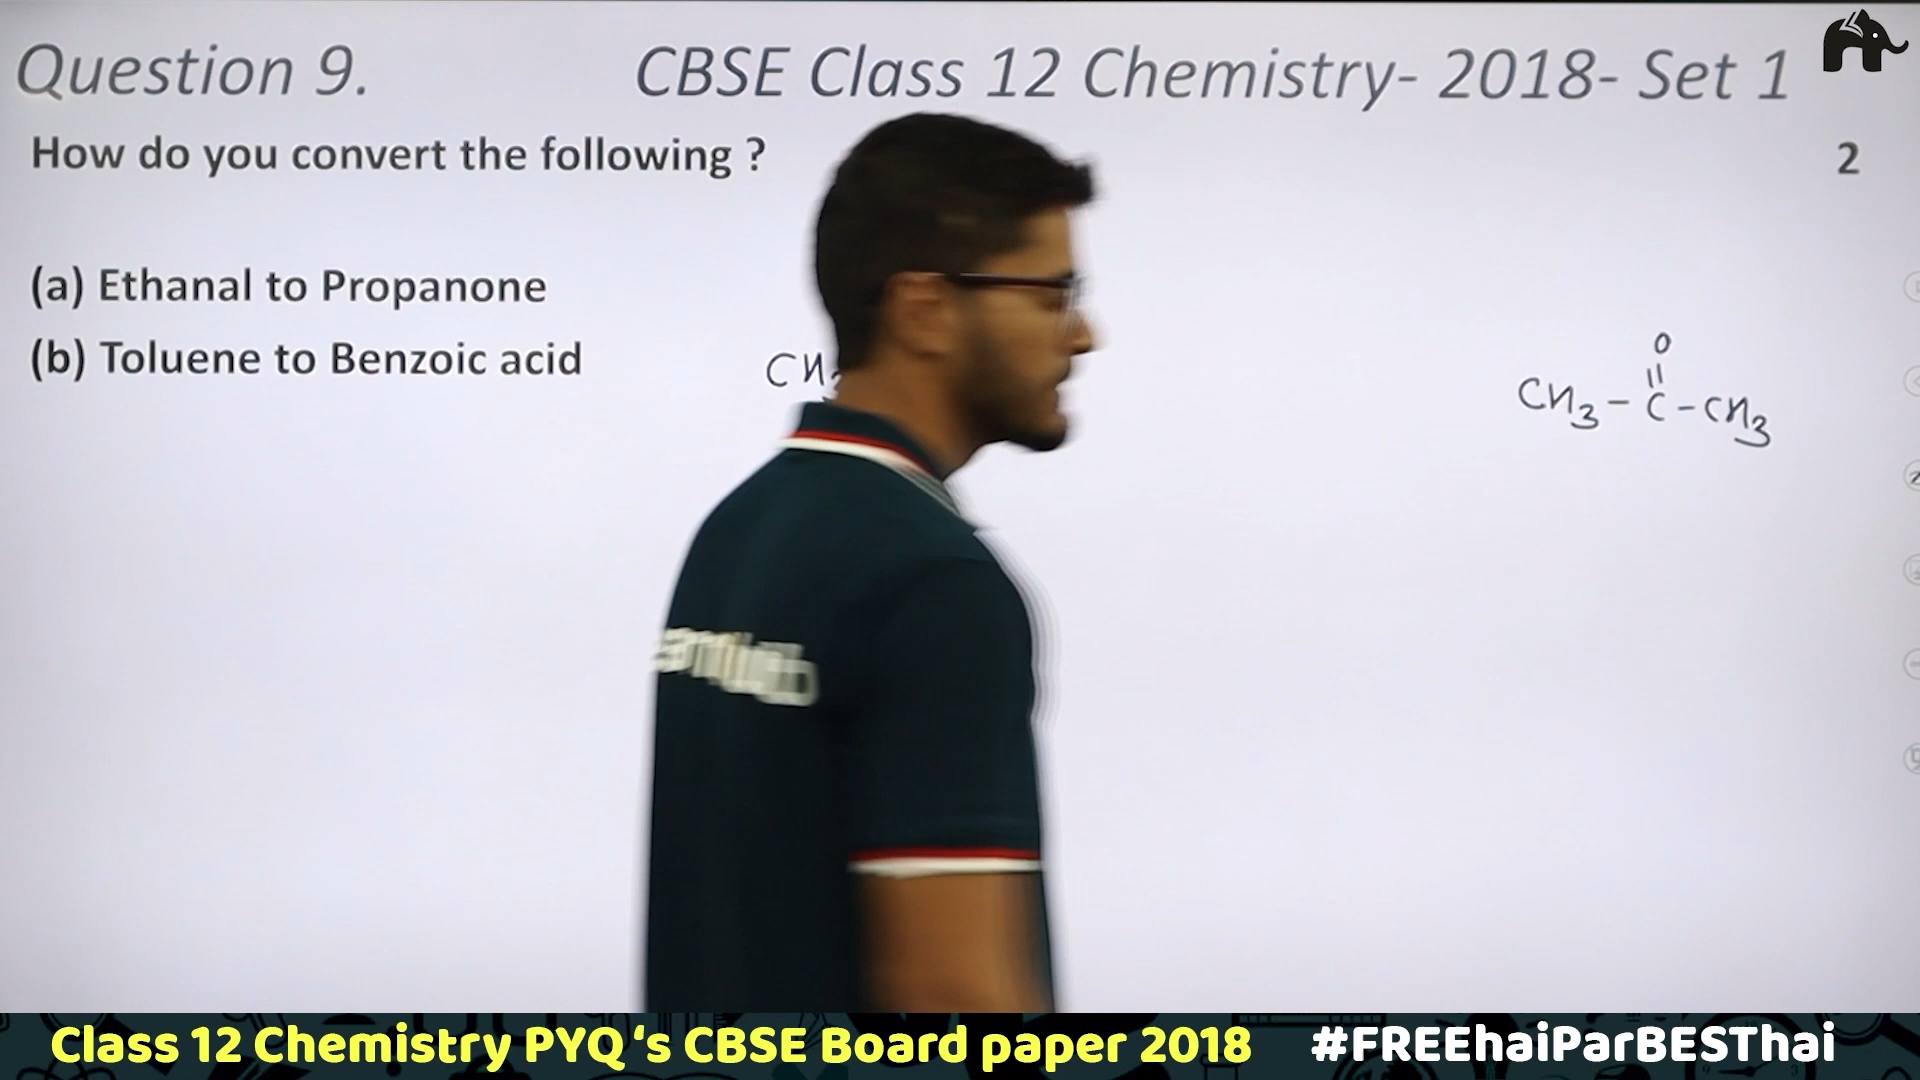 Question 9.
CBSE Class 12 Chemistry- 2018- Set 1
How do you convert the following ?
2
(a) Ethanal to Propanone
(b) Toluene to Benzoic acid
CH3
O
||
CH3 - C - CH3
Class 12 Chemistry PYQ‘s CBSE Board paper 2018
#FREEhaiParBESThai